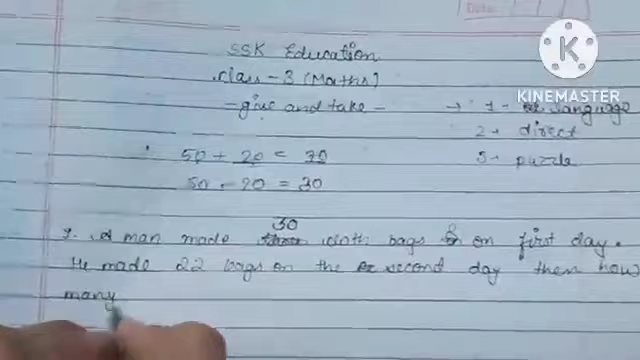 Date:
SSK Education
KINEMASTER
class - 3 (Maths)
- give and take -
→ 1- language
2→ direct
3→ puzzle
50 + 20 = 70
50 - 20 = 30
30
1. A man made cloth bags on first day.
He made 22 bags on the second day then how
many